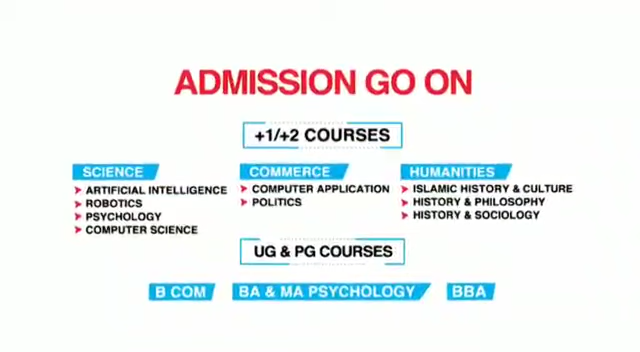 ADMISSION GO ON
+1/+2 COURSES
SCIENCE
ARTIFICIAL INTELLIGENCE
ROBOTICS
PSYCHOLOGY
COMPUTER SCIENCE
COMMERCE
COMPUTER APPLICATION
POLITICS
HUMANITIES
ISLAMIC HISTORY & CULTURE
HISTORY & PHILOSOPHY
HISTORY & SOCIOLOGY
UG & PG COURSES
B COM
BA & MA PSYCHOLOGY
BBA